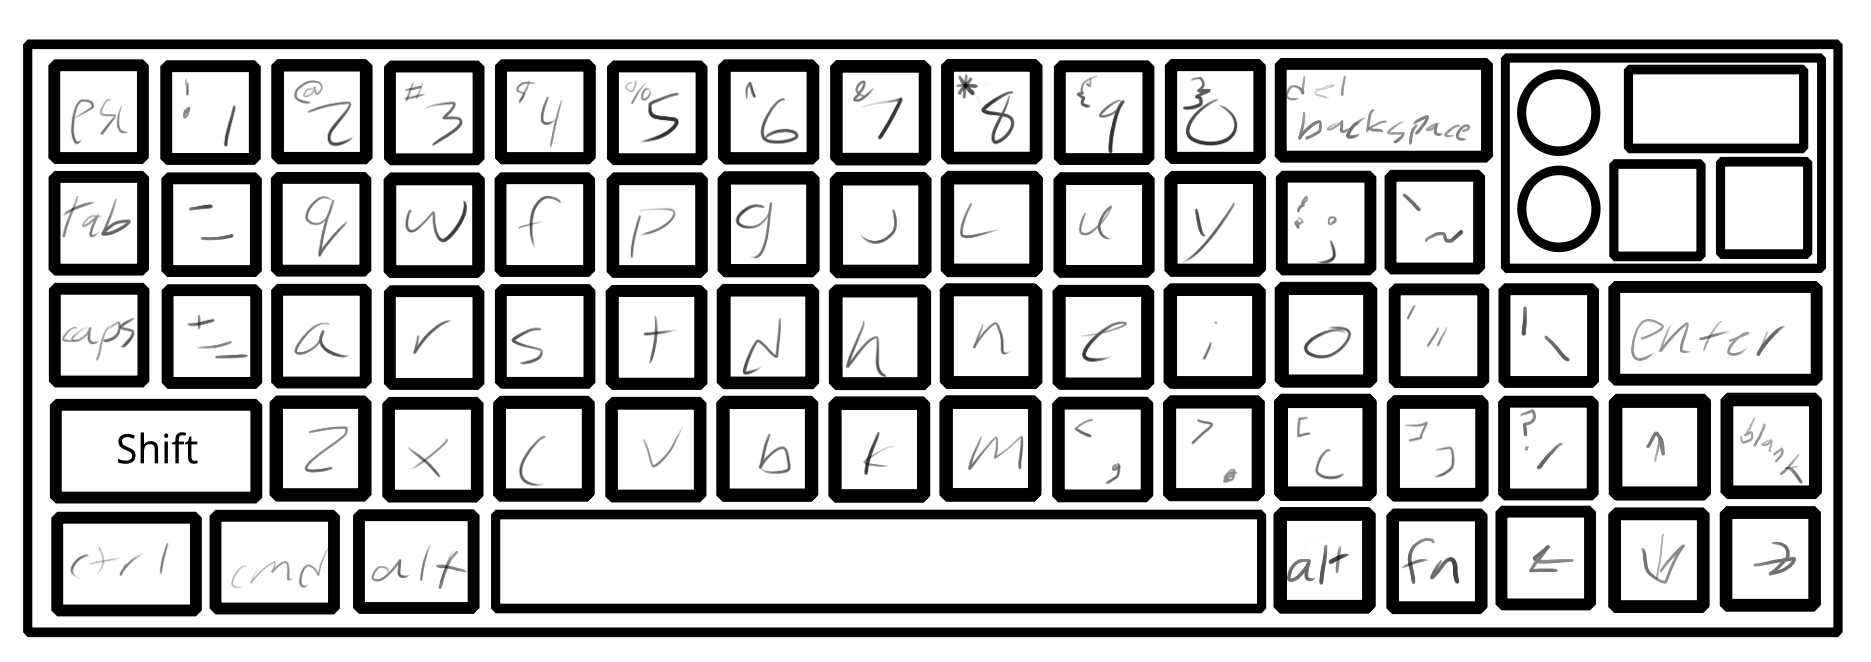 esc ! 1 @ 2 # 3 $ 4 % 5 ^ 6 & 7 * 8 { 9 } 0 del
backspace
tab - _ q w f p g j L u y : ; ` ~
caps + = a r s t d h n e i o ' " | \ enter
Shift z x c v b k m < , > . [ [ ] ] ? / ↑ blank
ctrl cmd alt alt fn ← ↓ →